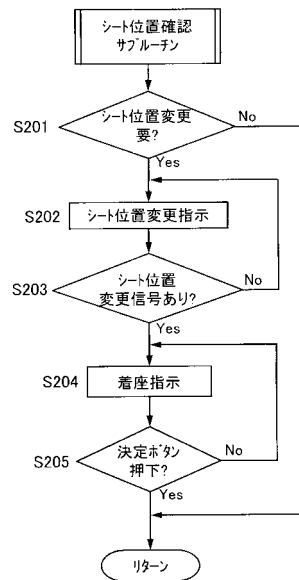 シート位置確認
サブルーチン
シート位置変更
要?
No
S201
Yes
S202
シート位置変更指示
シート位置
変更信号あり?
No
S203
Yes
S204
着座指示
決定ボタン
押下?
No
S205
Yes
リターン